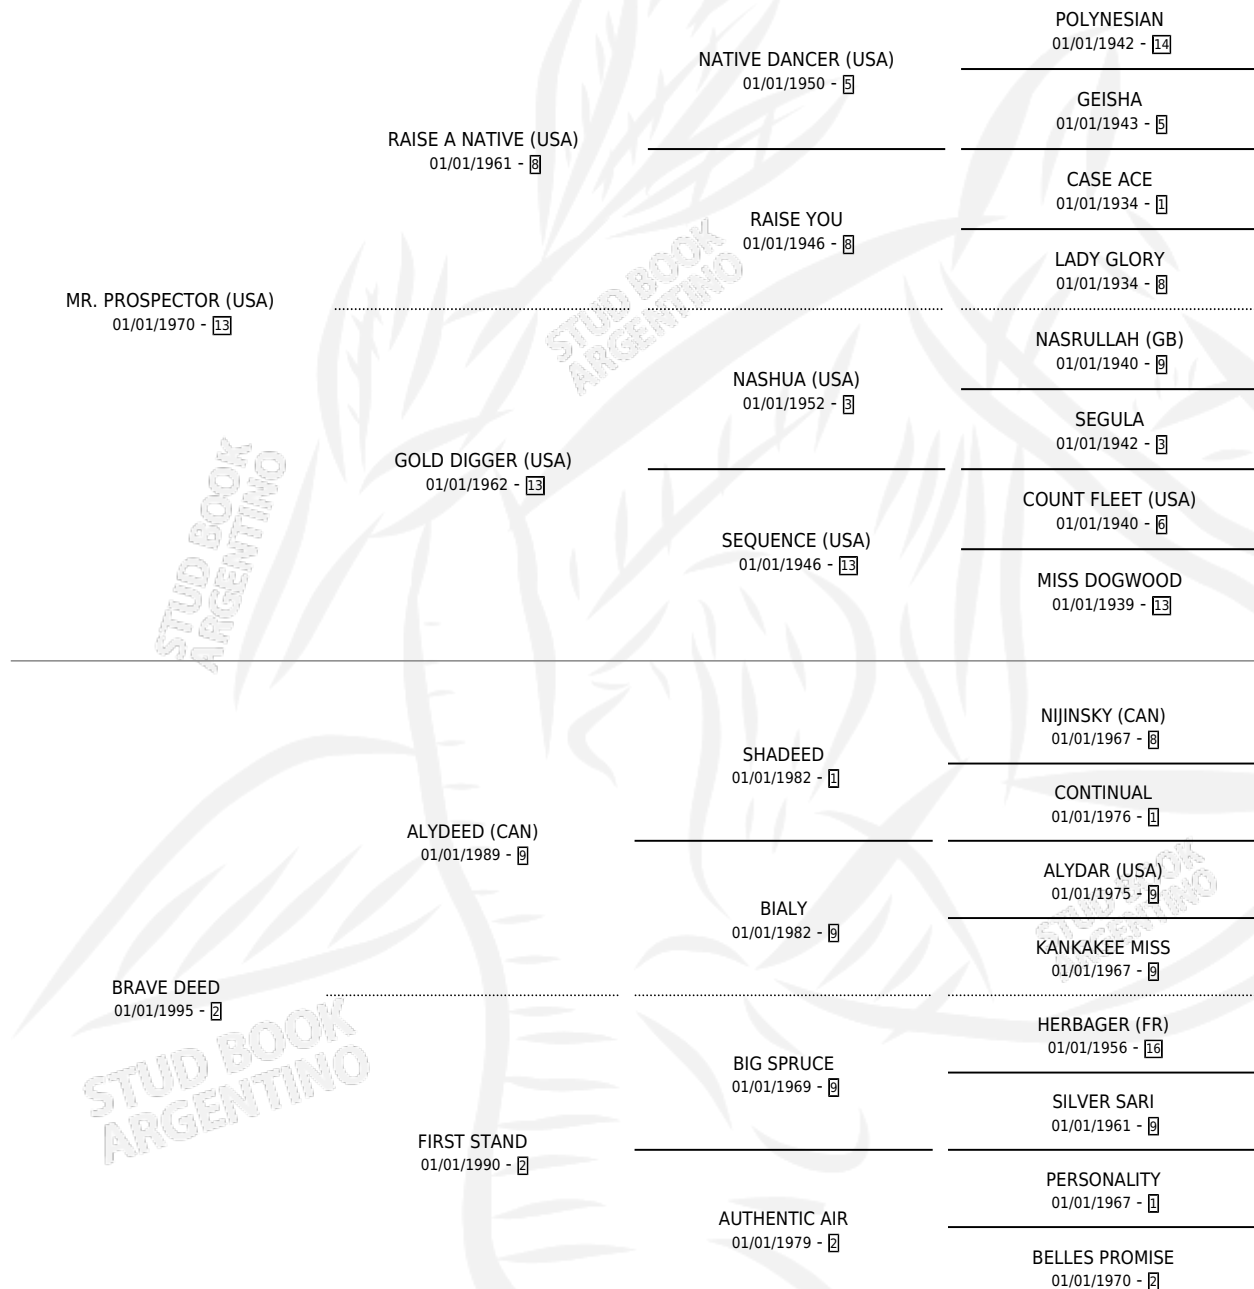 POLYNESIAN
01/01/1942 - 14
NATIVE DANCER (USA)
01/01/1950 - 5
GEISHA
01/01/1943 - 5
RAISE A NATIVE (USA)
01/01/1961 - 8
CASE ACE
01/01/1934 - 1
RAISE YOU
01/01/1946 - 8
LADY GLORY
01/01/1934 - 8
MR. PROSPECTOR (USA)
01/01/1970 - 13
NASRULLAH (GB)
01/01/1940 - 9
NASHUA (USA)
01/01/1952 - 3
SEGULA
01/01/1942 - 3
GOLD DIGGER (USA)
01/01/1962 - 13
COUNT FLEET (USA)
01/01/1940 - 6
SEQUENCE (USA)
01/01/1946 - 13
MISS DOGWOOD
01/01/1939 - 13
NIJINSKY (CAN)
01/01/1967 - 8
SHADEED
01/01/1982 - 1
CONTINUAL
01/01/1976 - 1
ALYDEED (CAN)
01/01/1989 - 9
ALYDAR (USA)
01/01/1975 - 9
BIALY
01/01/1982 - 9
KANKAKEE MISS
01/01/1967 - 9
BRAVE DEED
01/01/1995 - 2
HERBAGER (FR)
01/01/1956 - 16
BIG SPRUCE
01/01/1969 - 9
SILVER SARI
01/01/1961 - 9
FIRST STAND
01/01/1990 - 2
PERSONALITY
01/01/1967 - 1
AUTHENTIC AIR
01/01/1979 - 2
BELLES PROMISE
01/01/1970 - 2
STUD BOOK
ARGENTINO
STUD BOOK
ARGENTINO
STUD BOOK
ARGENTINO
STUD BOOK
ARGENTINO